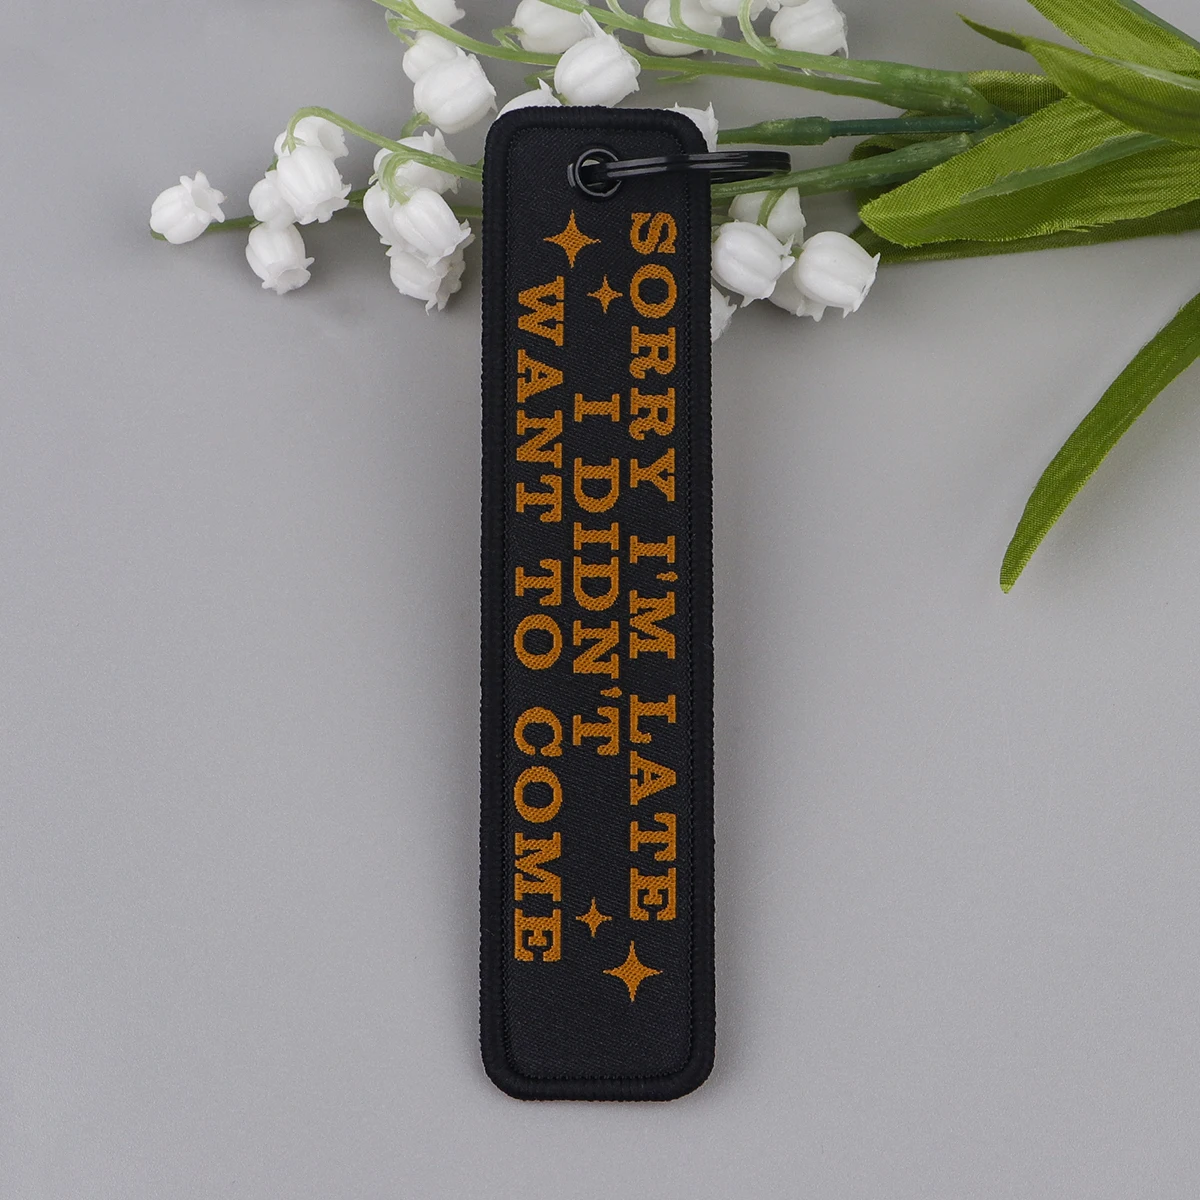 SORRY I'M LATE
I DIDN'T
WANT TO COME